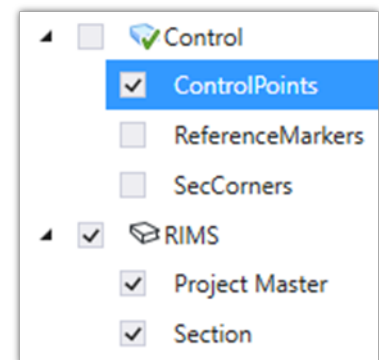 Control
ControlPoints
ReferenceMarkers
SecCorners
RIMS
Project Master
Section